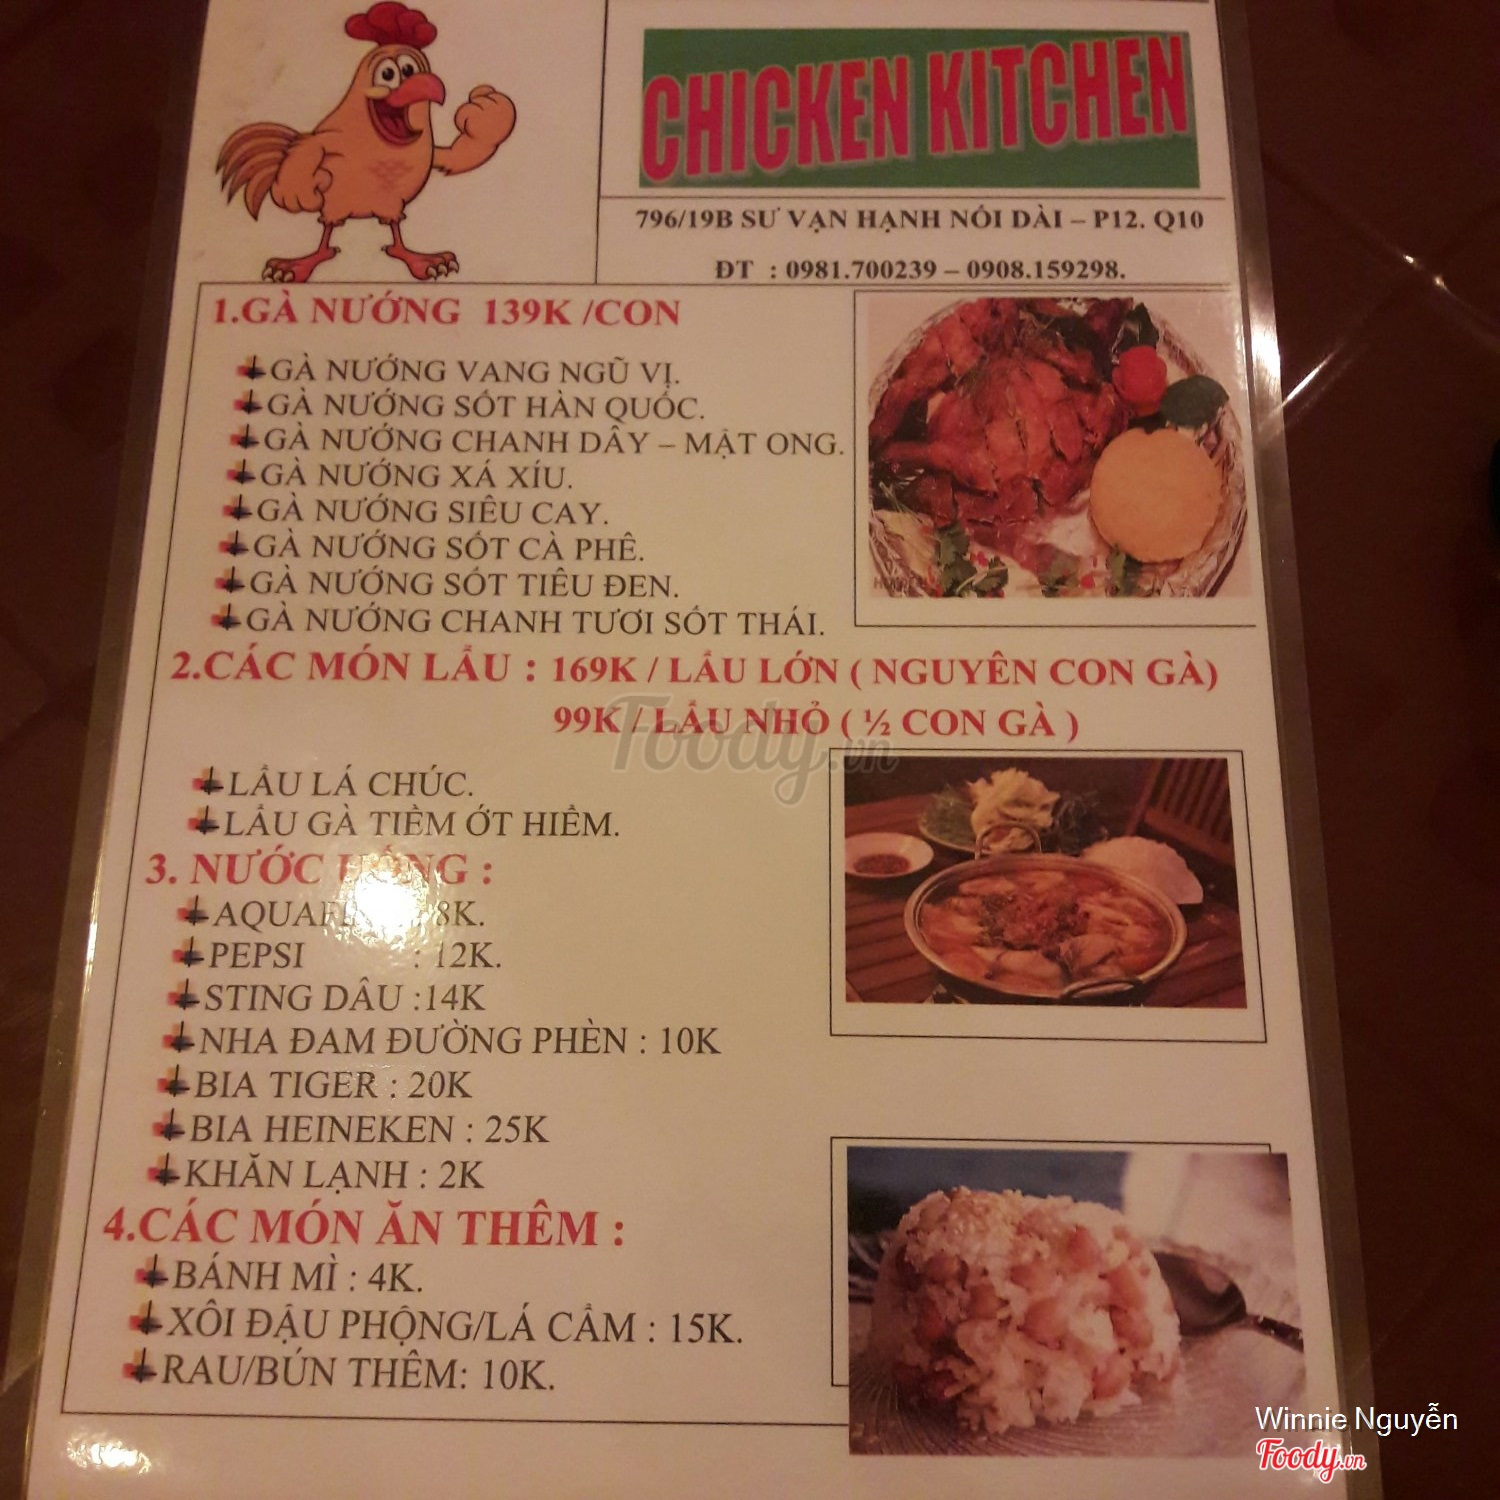 CHICKEN KITCHEN
796/19B SƯ VẠN HẠNH NỐI DÀI – P12. Q10
ĐT : 0981.700239 – 0908.159298.
1.GÀ NƯỚNG 139K /CON
GÀ NƯỚNG VANG NGŨ VỊ.
GÀ NƯỚNG SỐT HÀN QUỐC.
GÀ NƯỚNG CHANH DÂY – MẬT ONG.
GÀ NƯỚNG XÁ XÍU.
GÀ NƯỚNG SIÊU CAY.
GÀ NƯỚNG SỐT CÀ PHÊ.
GÀ NƯỚNG SỐT TIÊU ĐEN.
GÀ NƯỚNG CHANH TƯƠI SỐT THÁI.
2.CÁC MÓN LẨU : 169K / LẨU LỚN ( NGUYÊN CON GÀ)
99K / LẨU NHỎ ( ½ CON GÀ )
Foody.vn
LẨU LÁ CHÚC.
LẨU GÀ TIỀM ỚT HIỂM.
3. NƯỚC UỐNG :
8K.
PEPSI : 12K.
STING DÂU :14K
NHA ĐAM ĐƯỜNG PHÈN : 10K
BIA TIGER : 20K
BIA HEINEKEN : 25K
KHĂN LẠNH : 2K
4.CÁC MÓN ĂN THÊM :
BÁNH MÌ : 4K.
XÔI ĐẬU PHỘNG/LÁ CẨM : 15K.
RAU/BÚN THÊM: 10K.
Winnie Nguyễn
Foody.vn